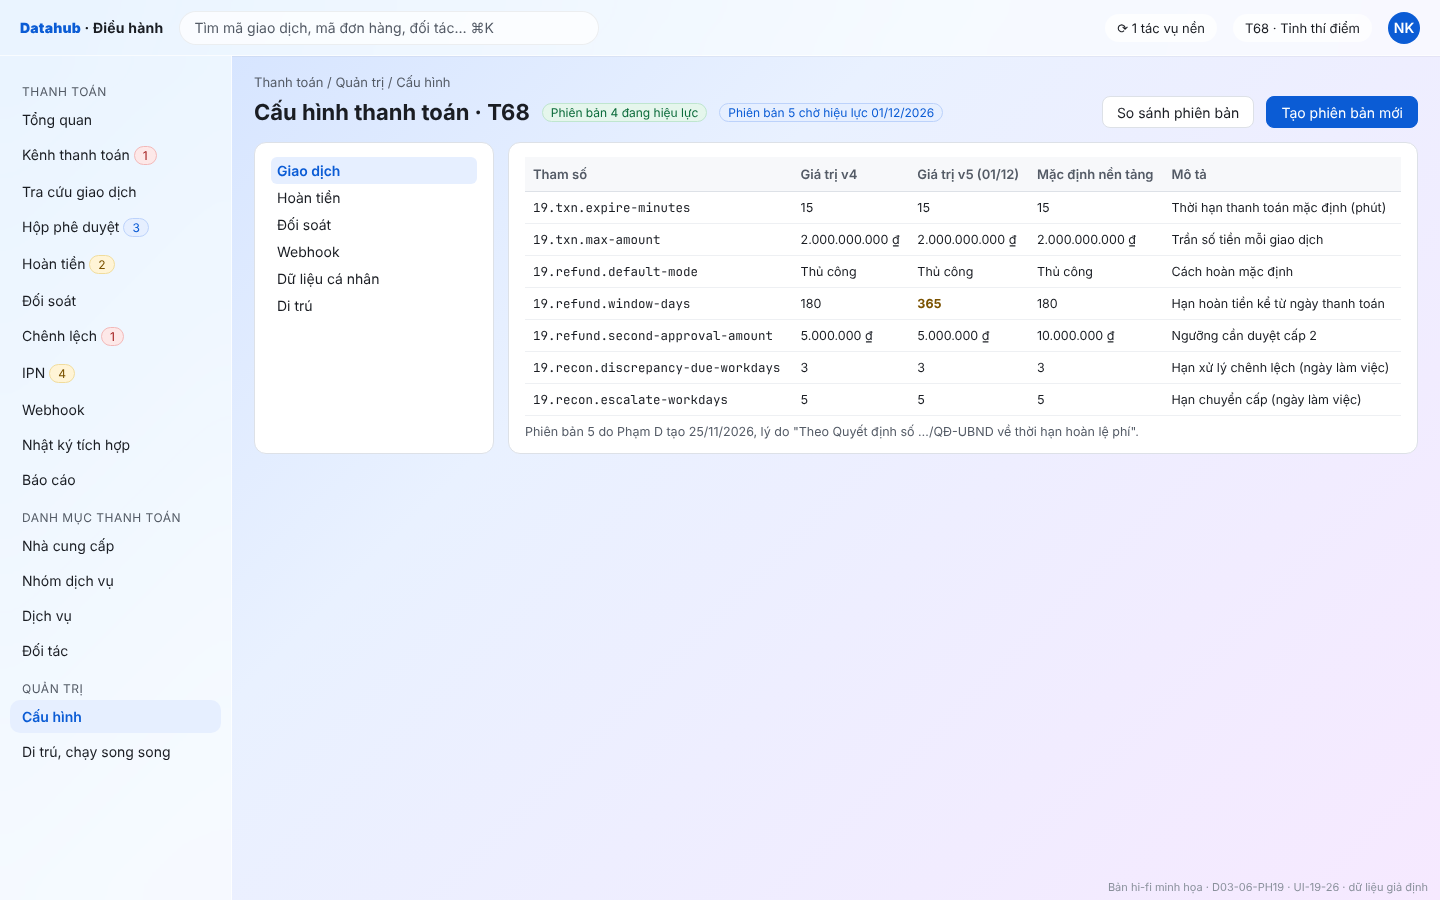 Datahub · Điều hành
Tìm mã giao dịch, mã đơn hàng, đối tác... ⌘K
⟳ 1 tác vụ nền
T68 · Tỉnh thí điểm
NK
THANH TOÁN
Tổng quan
Kênh thanh toán 1
Tra cứu giao dịch
Hộp phê duyệt 3
Hoàn tiền 2
Đối soát
Chênh lệch 1
IPN 4
Webhook
Nhật ký tích hợp
Báo cáo
DANH MỤC THANH TOÁN
Nhà cung cấp
Nhóm dịch vụ
Dịch vụ
Đối tác
QUẢN TRỊ
Cấu hình
Di trú, chạy song song
Thanh toán / Quản trị / Cấu hình
Cấu hình thanh toán · T68
Phiên bản 4 đang hiệu lực
Phiên bản 5 chờ hiệu lực 01/12/2026
So sánh phiên bản
Tạo phiên bản mới
Giao dịch
Hoàn tiền
Đối soát
Webhook
Dữ liệu cá nhân
Di trú
Tham số Giá trị v4 Giá trị v5 (01/12) Mặc định nền tảng Mô tả
19.txn.expire-minutes 15 15 15 Thời hạn thanh toán mặc định (phút)
19.txn.max-amount 2.000.000.000 ₫ 2.000.000.000 ₫ 2.000.000.000 ₫ Trần số tiền mỗi giao dịch
19.refund.default-mode Thủ công Thủ công Thủ công Cách hoàn mặc định
19.refund.window-days 180 365 180 Hạn hoàn tiền kể từ ngày thanh toán
19.refund.second-approval-amount 5.000.000 ₫ 5.000.000 ₫ 10.000.000 ₫ Ngưỡng cần duyệt cấp 2
19.recon.discrepancy-due-workdays 3 3 3 Hạn xử lý chênh lệch (ngày làm việc)
19.recon.escalate-workdays 5 5 5 Hạn chuyển cấp (ngày làm việc)
Phiên bản 5 do Phạm D tạo 25/11/2026, lý do "Theo Quyết định số .../QĐ-UBND về thời hạn hoàn lệ phí".
Bản hi-fi minh họa · D03-06-PH19 · UI-19-26 · dữ liệu giả định